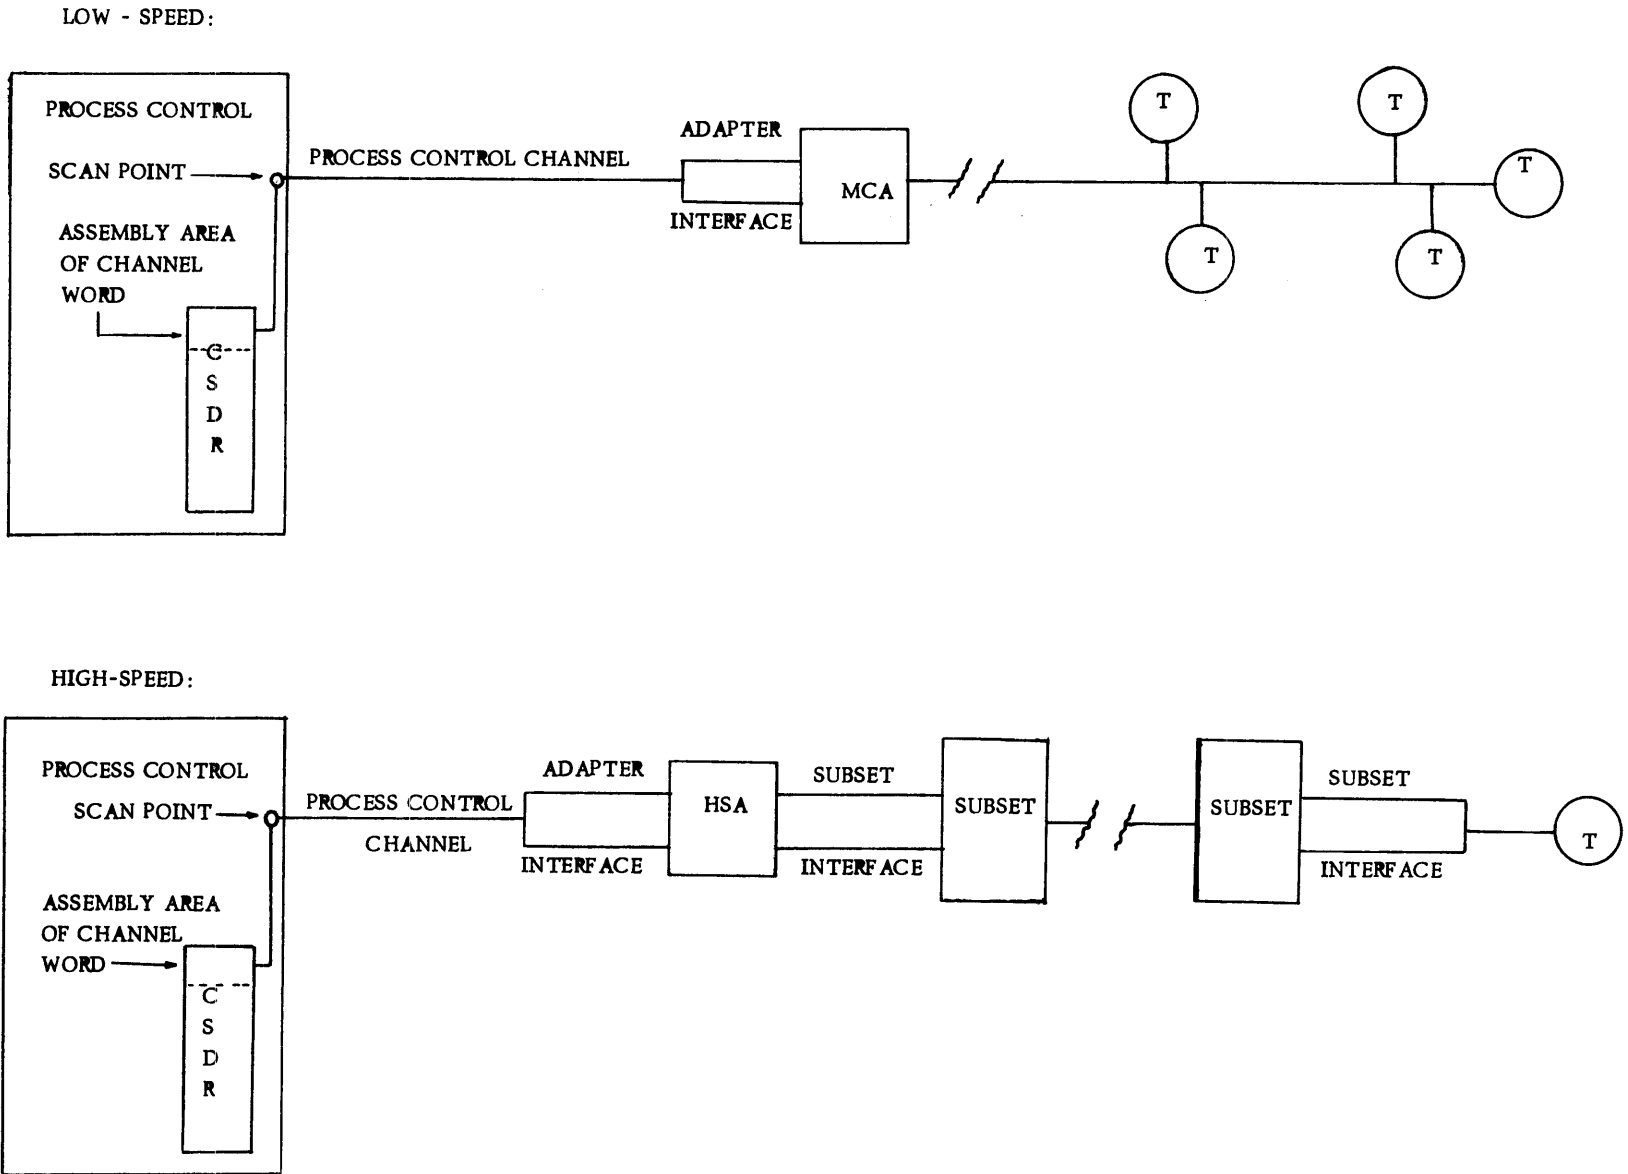 LOW - SPEED:
PROCESS CONTROL
SCAN POINT
ASSEMBLY AREA
OF CHANNEL
WORD
C
S
D
R
PROCESS CONTROL CHANNEL
ADAPTER
INTERFACE
MCA
T
T
T
T
T
HIGH-SPEED:
PROCESS CONTROL
SCAN POINT
ASSEMBLY AREA
OF CHANNEL
WORD
C
S
D
R
PROCESS CONTROL
CHANNEL
ADAPTER
INTERFACE
HSA
SUBSET
INTERFACE
SUBSET
SUBSET
SUBSET
INTERFACE
T